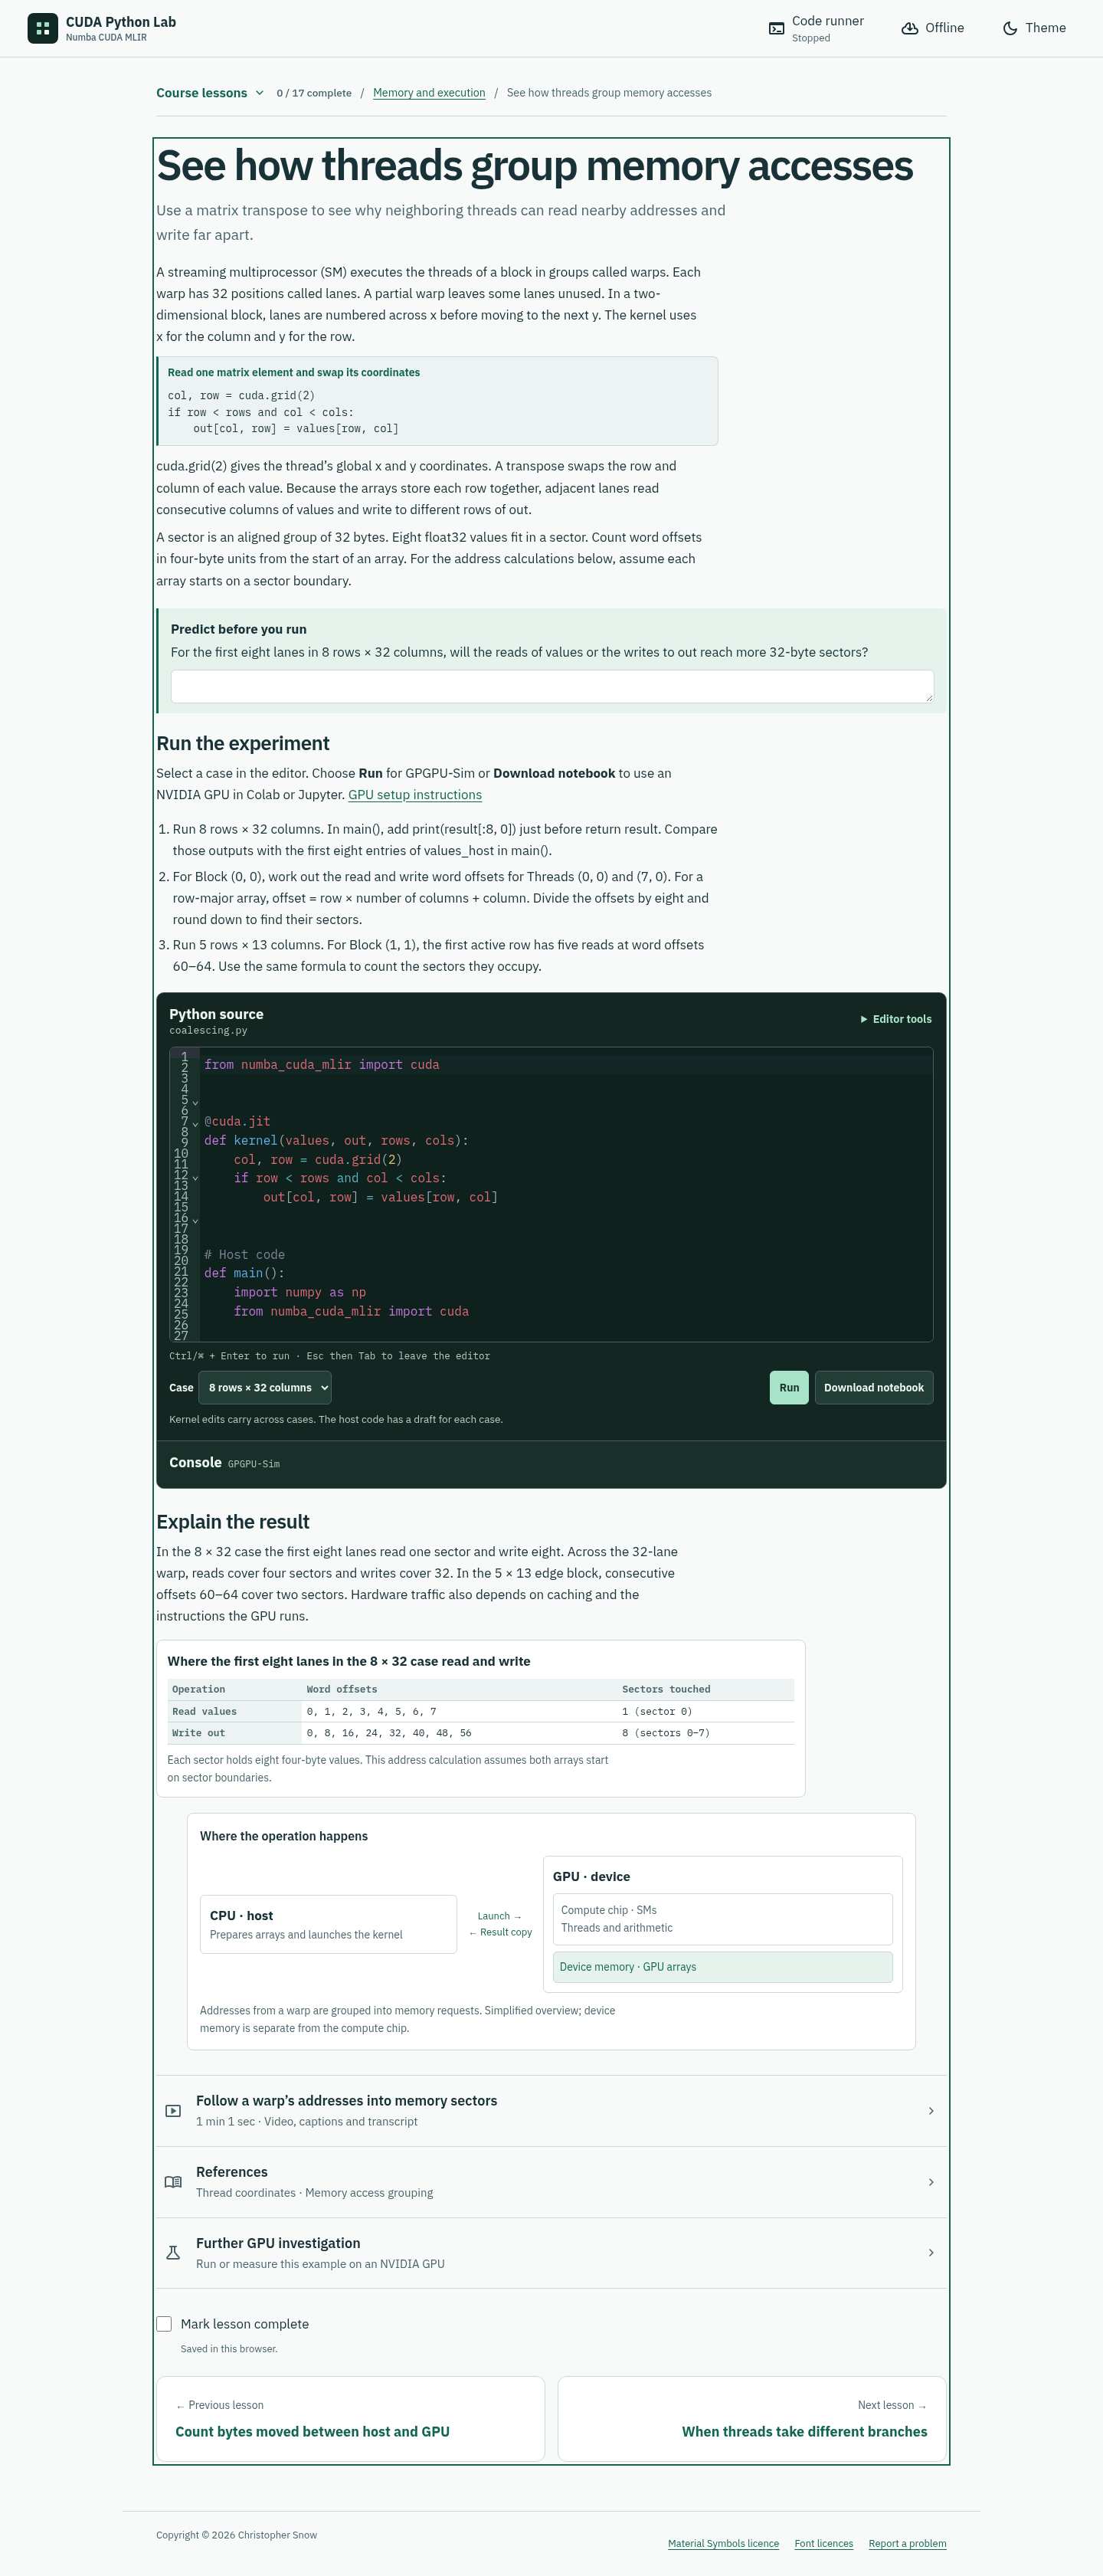 CUDA Python Lab
Numba CUDA MLIR
Code runner
Stopped
Offline
Theme
Course lessons
0 / 17 complete / Memory and execution / See how threads group memory accesses
See how threads group memory accesses
Use a matrix transpose to see why neighboring threads can read nearby addresses and
write far apart.
A streaming multiprocessor (SM) executes the threads of a block in groups called warps. Each
warp has 32 positions called lanes. A partial warp leaves some lanes unused. In a two-
dimensional block, lanes are numbered across x before moving to the next y. The kernel uses
x for the column and y for the row.
Read one matrix element and swap its coordinates
col, row = cuda.grid(2)
if row < rows and col < cols:
    out[col, row] = values[row, col]
cuda.grid(2) gives the thread’s global x and y coordinates. A transpose swaps the row and
column of each value. Because the arrays store each row together, adjacent lanes read
consecutive columns of values and write to different rows of out.
A sector is an aligned group of 32 bytes. Eight float32 values fit in a sector. Count word offsets
in four-byte units from the start of an array. For the address calculations below, assume each
array starts on a sector boundary.
Predict before you run
For the first eight lanes in 8 rows × 32 columns, will the reads of values or the writes to out reach more 32-byte sectors?
Run the experiment
Select a case in the editor. Choose Run for GPGPU-Sim or Download notebook to use an
NVIDIA GPU in Colab or Jupyter. GPU setup instructions
1. Run 8 rows × 32 columns. In main(), add print(result[:8, 0]) just before return result. Compare
those outputs with the first eight entries of values_host in main().
2. For Block (0, 0), work out the read and write word offsets for Threads (0, 0) and (7, 0). For a
row-major array, offset = row × number of columns + column. Divide the offsets by eight and
round down to find their sectors.
3. Run 5 rows × 13 columns. For Block (1, 1), the first active row has five reads at word offsets
60–64. Use the same formula to count the sectors they occupy.
Python source
coalescing.py
▶ Editor tools
1
2
3
4
5
6
7
8
9
10
11
12
13
14
15
16
17
18
19
20
21
22
23
24
25
26
27
from numba_cuda_mlir import cuda
@cuda.jit
def kernel(values, out, rows, cols):
    col, row = cuda.grid(2)
    if row < rows and col < cols:
        out[col, row] = values[row, col]
# Host code
def main():
    import numpy as np
    from numba_cuda_mlir import cuda
Ctrl/⌘ + Enter to run · Esc then Tab to leave the editor
Case 8 rows × 32 columns
Run
Download notebook
Kernel edits carry across cases. The host code has a draft for each case.
Console GPGPU-Sim
Explain the result
In the 8 × 32 case the first eight lanes read one sector and write eight. Across the 32-lane
warp, reads cover four sectors and writes cover 32. In the 5 × 13 edge block, consecutive
offsets 60–64 cover two sectors. Hardware traffic also depends on caching and the
instructions the GPU runs.
Where the first eight lanes in the 8 × 32 case read and write
Operation Word offsets Sectors touched
Read values 0, 1, 2, 3, 4, 5, 6, 7 1 (sector 0)
Write out 0, 8, 16, 24, 32, 40, 48, 56 8 (sectors 0–7)
Each sector holds eight four-byte values. This address calculation assumes both arrays start
on sector boundaries.
Where the operation happens
CPU · host
Prepares arrays and launches the kernel
Launch →
← Result copy
GPU · device
Compute chip · SMs
Threads and arithmetic
Device memory · GPU arrays
Addresses from a warp are grouped into memory requests. Simplified overview; device
memory is separate from the compute chip.
Follow a warp’s addresses into memory sectors
1 min 1 sec · Video, captions and transcript
References
Thread coordinates · Memory access grouping
Further GPU investigation
Run or measure this example on an NVIDIA GPU
Mark lesson complete
Saved in this browser.
← Previous lesson
Count bytes moved between host and GPU
Next lesson →
When threads take different branches
Copyright © 2026 Christopher Snow
Material Symbols licence
Font licences
Report a problem